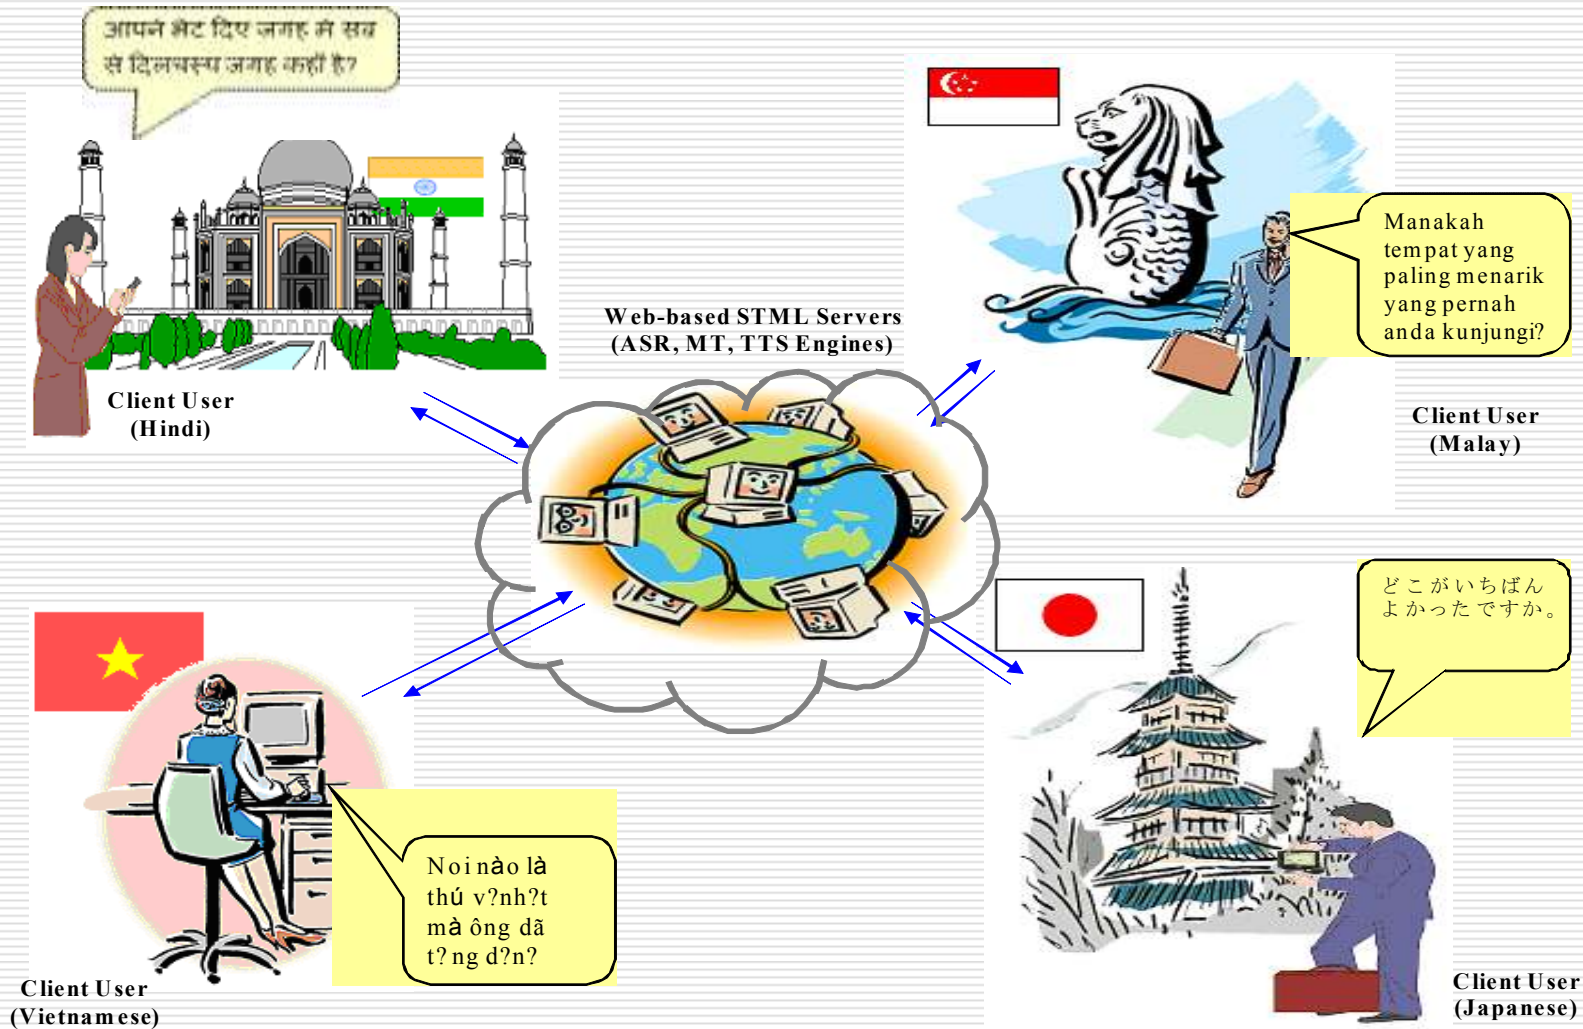 आपने भेंट दिए जगह में सब
से दिलचस्प जगह कहाँ है?
Manakah
tempat yang
paling menarik
yang pernah
anda kunjungi?
Web-based STML Servers
(ASR, MT, TTS Engines)
Client User
(Hindi)
Client User
(Malay)
どこがいちばん
よかったですか。
Noi nào là
thú v?nh?t
mà ông dã
t?ng d?n?
Client User
(Vietnamese)
Client User
(Japanese)